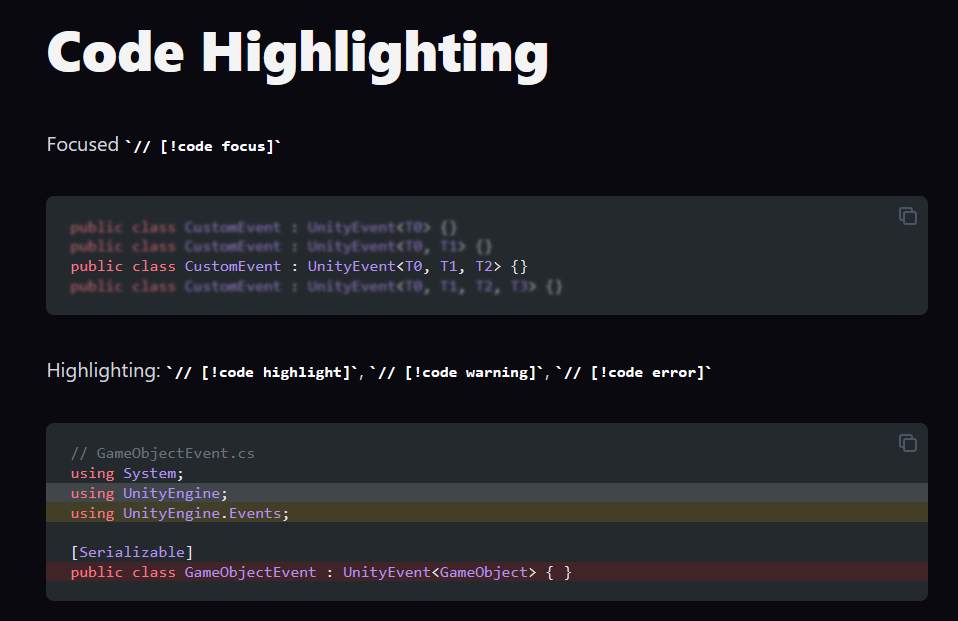 Code Highlighting
Focused `// [!code focus]`
public class CustomEvent : UnityEvent<T0> {}
public class CustomEvent : UnityEvent<T0, T1> {}
public class CustomEvent : UnityEvent<T0, T1, T2> {}
public class CustomEvent : UnityEvent<T0, T1, T2, T3> {}
Highlighting: `// [!code highlight]`, `// [!code warning]`, `// [!code error]`
// GameObjectEvent.cs
using System;
using UnityEngine;
using UnityEngine.Events;
[Serializable]
public class GameObjectEvent : UnityEvent<GameObject> { }